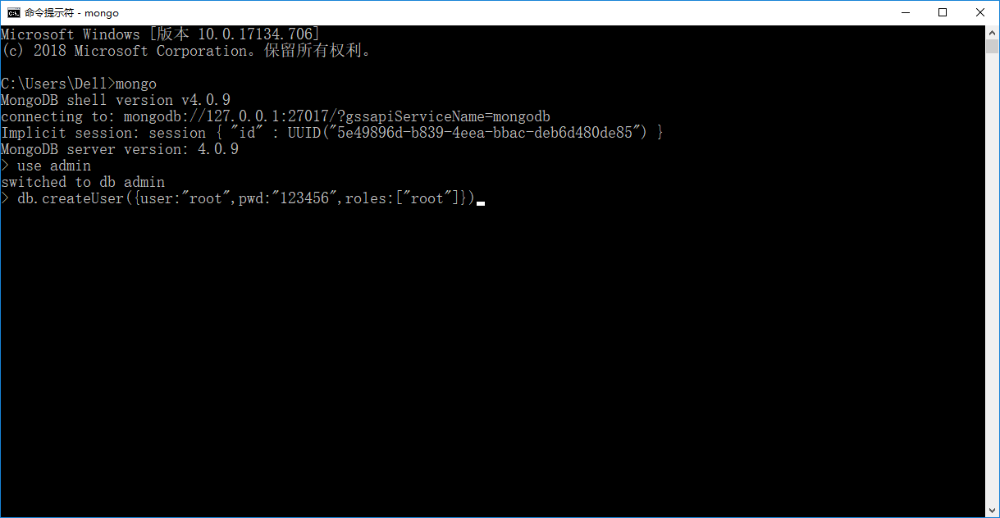 命令提示符 - mongo
Microsoft Windows [版本 10.0.17134.706]
(c) 2018 Microsoft Corporation。保留所有权利。
C:\Users\Dell>mongo
MongoDB shell version v4.0.9
connecting to: mongodb://127.0.0.1:27017/?gssapiServiceName=mongodb
Implicit session: session { "id" : UUID("5e49896d-b839-4eea-bbac-deb6d480de85") }
MongoDB server version: 4.0.9
> use admin
switched to db admin
> db.createUser({user:"root",pwd:"123456",roles:["root"]})